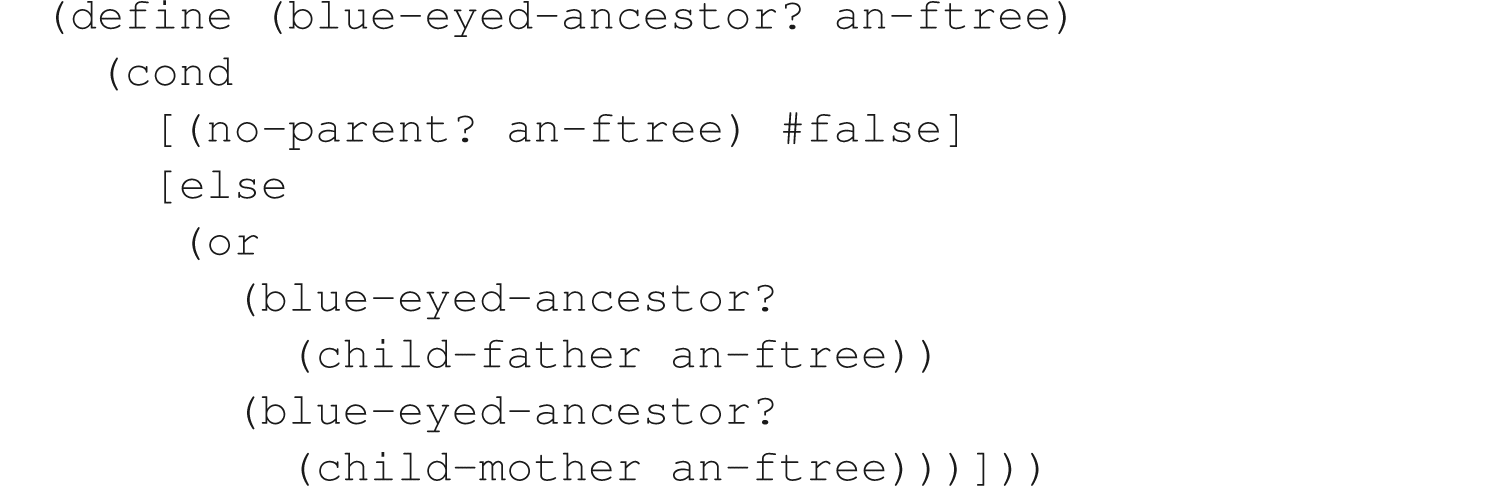 (define (blue-eyed-ancestor? an-ftree)
  (cond
    [(no-parent? an-ftree) #false]
    [else
     (or
       (blue-eyed-ancestor?
         (child-father an-ftree))
       (blue-eyed-ancestor?
         (child-mother an-ftree)))]))